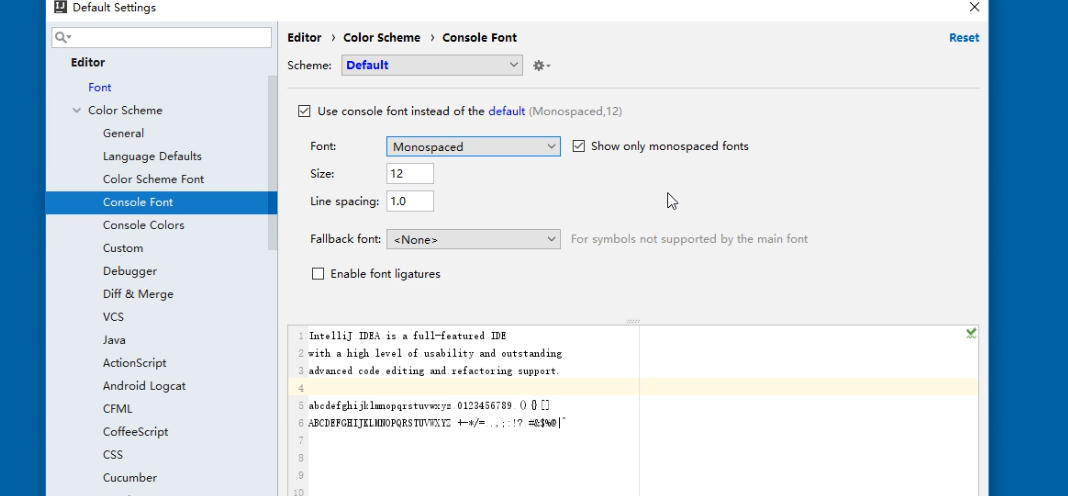 Default Settings
Editor
Font
Color Scheme
General
Language Defaults
Color Scheme Font
Console Font
Console Colors
Custom
Debugger
Diff & Merge
VCS
Java
ActionScript
Android Logcat
CFML
CoffeeScript
CSS
Cucumber
Editor › Color Scheme › Console Font
Reset
Scheme: Default
Use console font instead of the default (Monospaced,12)
Font: Monospaced
Show only monospaced fonts
Size: 12
Line spacing: 1.0
Fallback font: <None> For symbols not supported by the main font
Enable font ligatures
1 IntelliJ IDEA is a full-featured IDE
2 with a high level of usability and outstanding
3 advanced code editing and refactoring support.
4
5 abcdefghijklmnopqrstuvwxyz 0123456789 () {} []
6 ABCDEFGHIJKLMNOPQRSTUVWXYZ +-*/= .,;:!? #&$%@|^
7
8
9
10